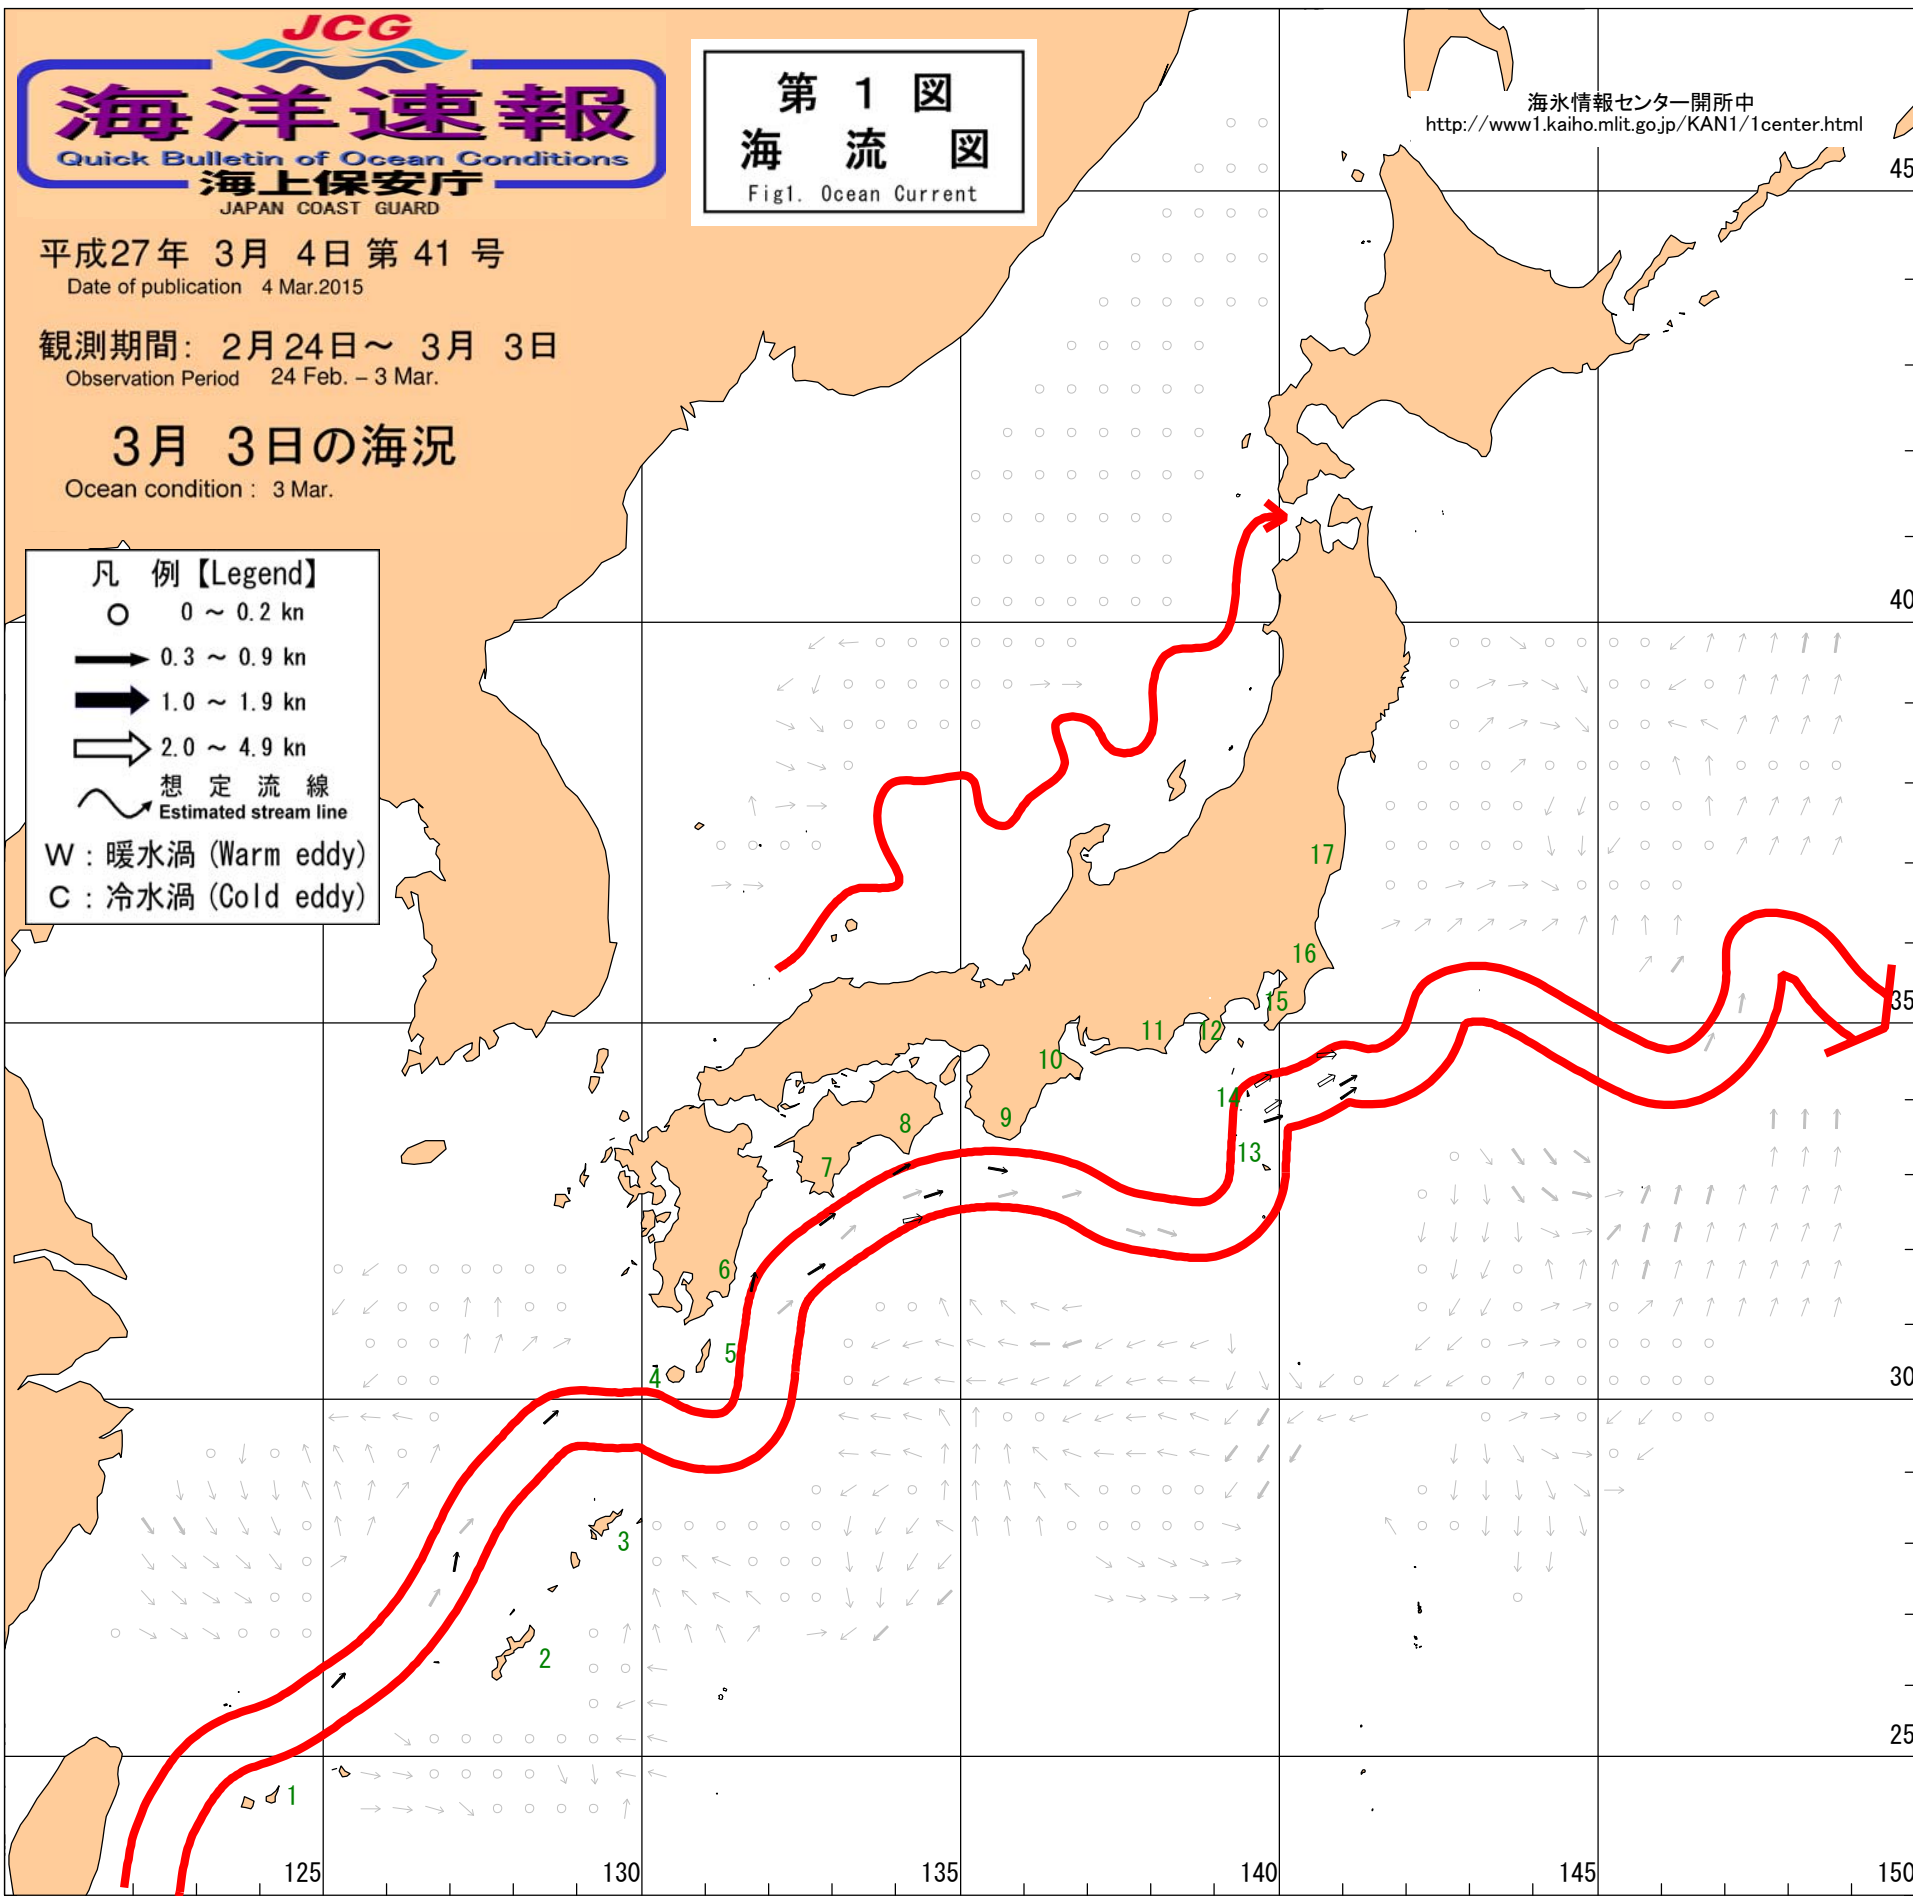 JCG
海洋速報
Quick Bulletin of Ocean Conditions
海上保安庁
JAPAN COAST GUARD
平成27年 3月 4日 第 41 号
Date of publication 4 Mar.2015
観測期間: 2月24日～ 3月 3日
Observation Period 24 Feb. – 3 Mar.
3月 3日の海況
Ocean condition : 3 Mar.
第 1 図
海 流 図
Fig1. Ocean Current
海氷情報センター開所中
http://www1.kaiho.mlit.go.jp/KAN1/1center.html
凡 例【Legend】
0 ～ 0.2 kn
0.3 ～ 0.9 kn
1.0 ～ 1.9 kn
2.0 ～ 4.9 kn
想 定 流 線
Estimated stream line
W : 暖水渦 (Warm eddy)
C : 冷水渦 (Cold eddy)
45
40
35
30
25
17
16
15
14
13
12
11
10
9
8
7
6
5
4
3
2
1
125
130
135
140
145
150